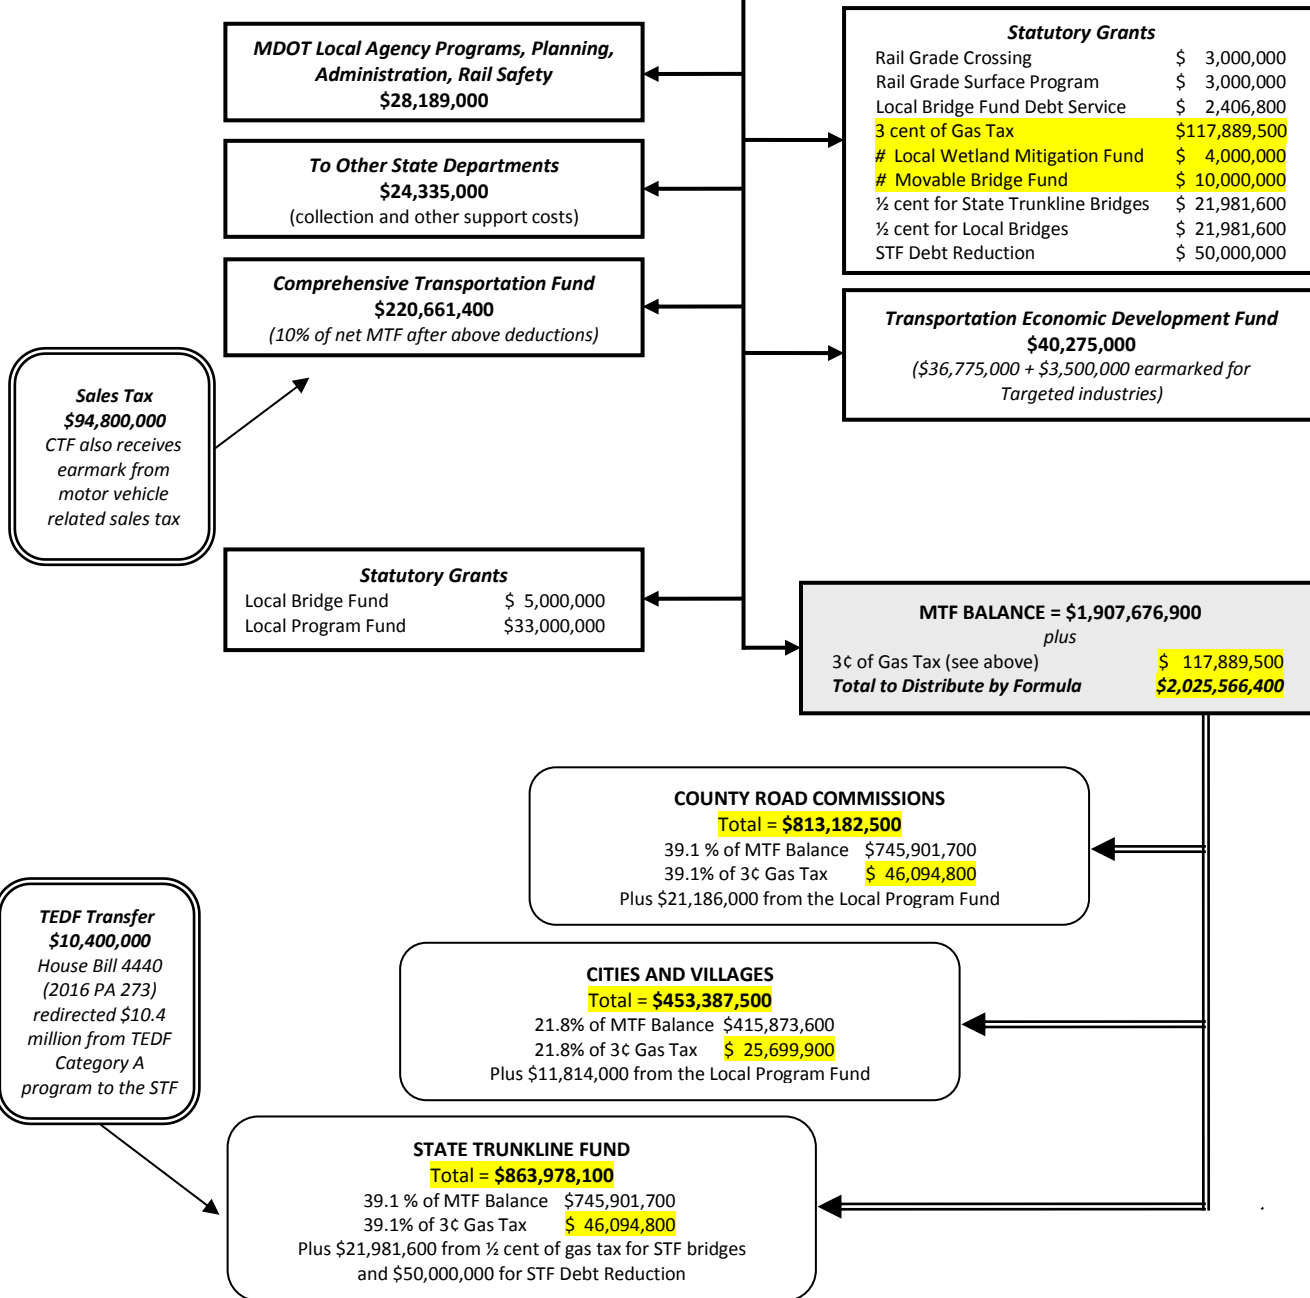 MDOT Local Agency Programs, Planning,
Administration, Rail Safety
$28,189,000
Statutory Grants
Rail Grade Crossing $ 3,000,000
Rail Grade Surface Program $ 3,000,000
Local Bridge Fund Debt Service $ 2,406,800
3 cent of Gas Tax $117,889,500
# Local Wetland Mitigation Fund $ 4,000,000
# Movable Bridge Fund $ 10,000,000
½ cent for State Trunkline Bridges $ 21,981,600
½ cent for Local Bridges $ 21,981,600
STF Debt Reduction $ 50,000,000
To Other State Departments
$24,335,000
(collection and other support costs)
Comprehensive Transportation Fund
$220,661,400
(10% of net MTF after above deductions)
Transportation Economic Development Fund
$40,275,000
($36,775,000 + $3,500,000 earmarked for
Targeted industries)
Sales Tax
$94,800,000
CTF also receives
earmark from
motor vehicle
related sales tax
Statutory Grants
Local Bridge Fund $ 5,000,000
Local Program Fund $33,000,000
MTF BALANCE = $1,907,676,900
plus
3¢ of Gas Tax (see above) $ 117,889,500
Total to Distribute by Formula $2,025,566,400
COUNTY ROAD COMMISSIONS
Total = $813,182,500
39.1 % of MTF Balance $745,901,700
39.1% of 3¢ Gas Tax $ 46,094,800
Plus $21,186,000 from the Local Program Fund
TEDF Transfer
$10,400,000
House Bill 4440
(2016 PA 273)
redirected $10.4
million from TEDF
Category A
program to the STF
CITIES AND VILLAGES
Total = $453,387,500
21.8% of MTF Balance $415,873,600
21.8% of 3¢ Gas Tax $ 25,699,900
Plus $11,814,000 from the Local Program Fund
STATE TRUNKLINE FUND
Total = $863,978,100
39.1 % of MTF Balance $745,901,700
39.1% of 3¢ Gas Tax $ 46,094,800
Plus $21,981,600 from ½ cent of gas tax for STF bridges
and $50,000,000 for STF Debt Reduction